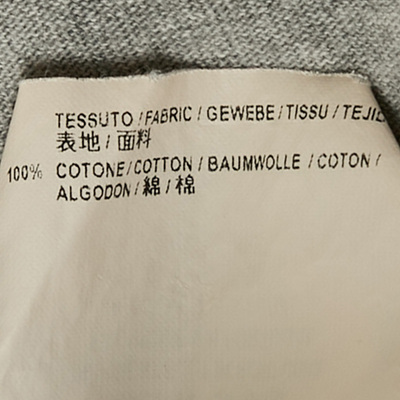 TESSUTO/FABRIC/GEWEBE/TISSU/TEJID
表地/面料
100% COTONE/COTTON/BAUMWOLLE/COTON/
ALGODON/綿/棉